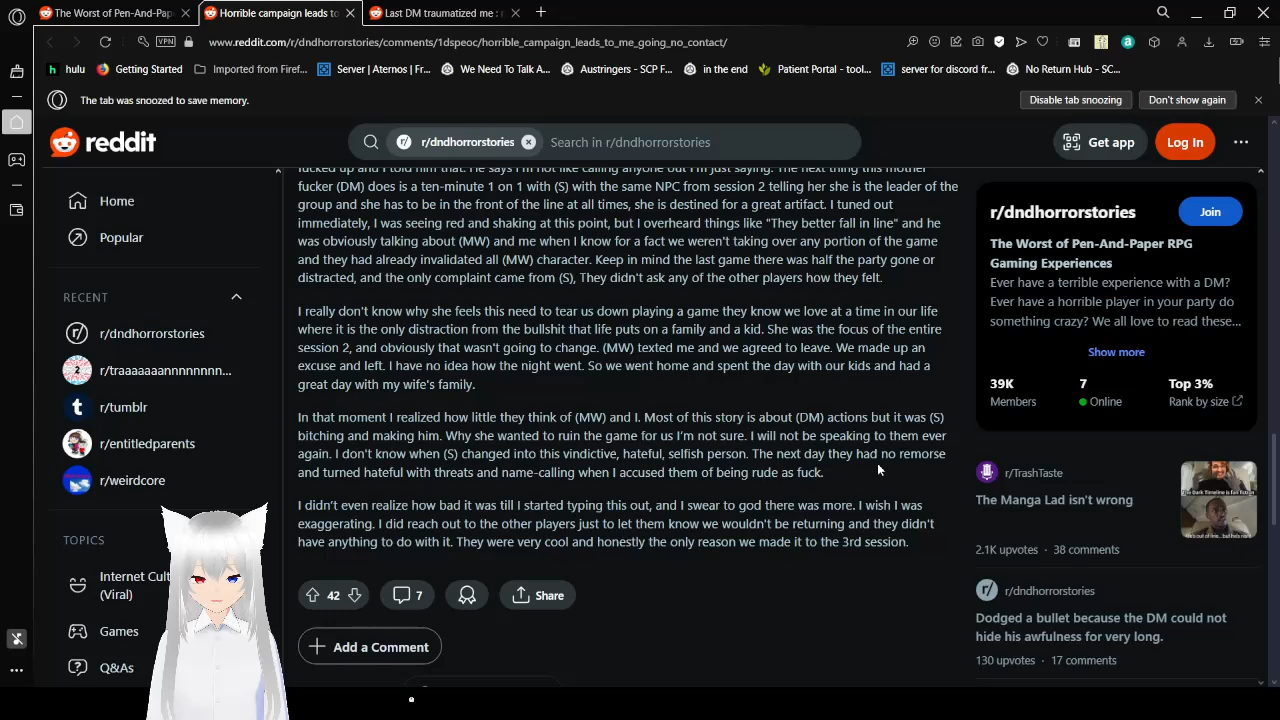 The Worst of Pen-And-Pap
Horrible campaign leads to
Last DM traumatized me :
VPN
www.reddit.com/r/dndhorrorstories/comments/1dspeoc/horrible_campaign_leads_to_me_going_no_contact/
hulu
Getting Started
Imported from Firef...
Server | Aternos | Fr...
We Need To Talk A...
Austringers - SCP F...
in the end
Patient Portal - tool...
server for discord fr...
No Return Hub - SC...
The tab was snoozed to save memory.
Disable tab snoozing
Don't show again
reddit
r/dndhorrorstories
Search in r/dndhorrorstories
Get app
Log In
Home
Popular
RECENT
r/dndhorrorstories
r/traaaaaaannnnnnnn...
r/tumblr
r/entitledparents
r/weirdcore
TOPICS
Internet Cult
(Viral)
Games
Q&As
fucked up and I told him that. He says I'm not like calling anyone out I'm just saying. The next thing this mother
fucker (DM) does is a ten-minute 1 on 1 with (S) with the same NPC from session 2 telling her she is the leader of the
group and she has to be in the front of the line at all times, she is destined for a great artifact. I tuned out
immediately, I was seeing red and shaking at this point, but I overheard things like "They better fall in line" and he
was obviously talking about (MW) and me when I know for a fact we weren't taking over any portion of the game
and they had already invalidated all (MW) character. Keep in mind the last game there was half the party gone or
distracted, and the only complaint came from (S), They didn't ask any of the other players how they felt.
I really don't know why she feels this need to tear us down playing a game they know we love at a time in our life
where it is the only distraction from the bullshit that life puts on a family and a kid. She was the focus of the entire
session 2, and obviously that wasn't going to change. (MW) texted me and we agreed to leave. We made up an
excuse and left. I have no idea how the night went. So we went home and spent the day with our kids and had a
great day with my wife's family.
In that moment I realized how little they think of (MW) and I. Most of this story is about (DM) actions but it was (S)
bitching and making him. Why she wanted to ruin the game for us I'm not sure. I will not be speaking to them ever
again. I don't know when (S) changed into this vindictive, hateful, selfish person. The next day they had no remorse
and turned hateful with threats and name-calling when I accused them of being rude as fuck.
I didn't even realize how bad it was till I started typing this out, and I swear to god there was more. I wish I was
exaggerating. I did reach out to the other players just to let them know we wouldn't be returning and they didn't
have anything to do with it. They were very cool and honestly the only reason we made it to the 3rd session.
42
7
Share
Add a Comment
r/dndhorrorstories
Join
The Worst of Pen-And-Paper RPG
Gaming Experiences
Ever have a terrible experience with a DM?
Ever have a horrible player in your party do
something crazy? We all love to read these...
Show more
39K
7
Top 3%
Members
Online
Rank by size
r/TrashTaste
The Manga Lad isn't wrong
2.1K upvotes · 38 comments
r/dndhorrorstories
Dodged a bullet because the DM could not
hide his awfulness for very long.
130 upvotes · 17 comments